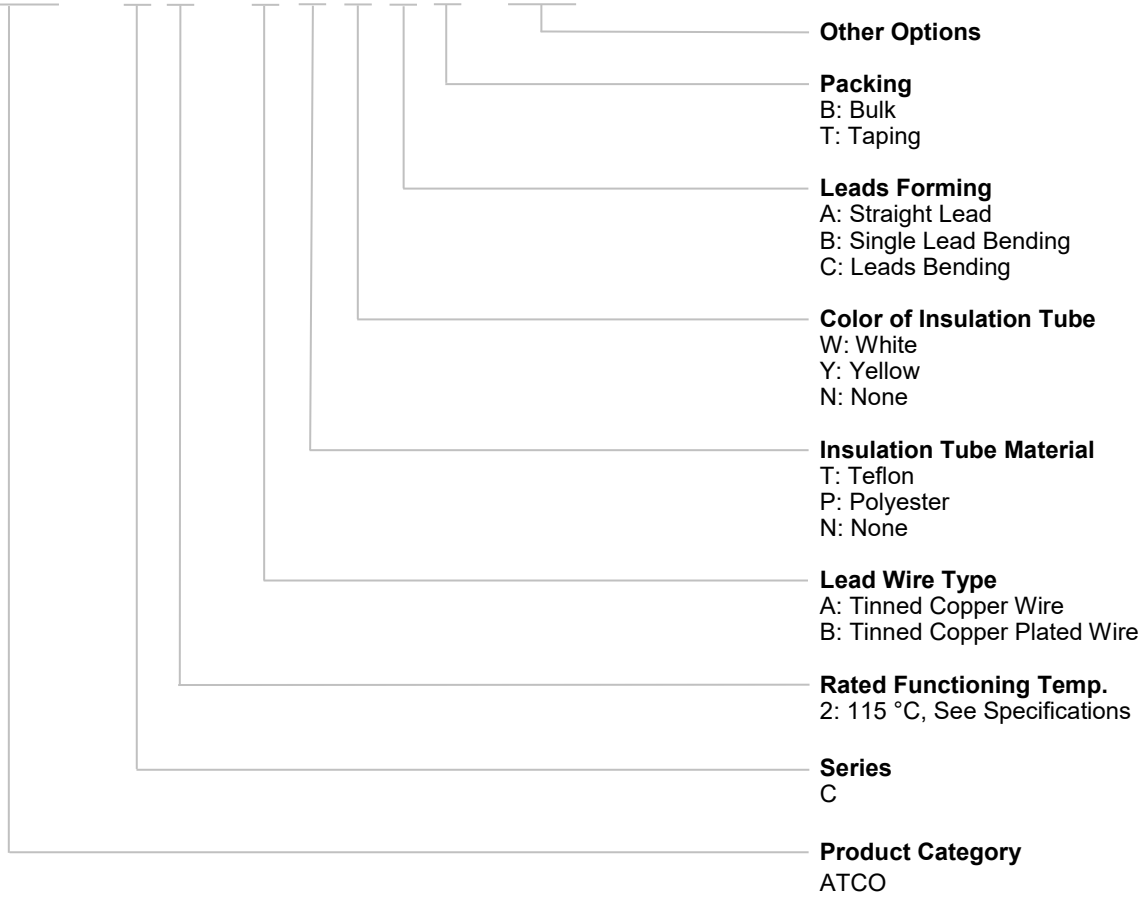 Other Options
Packing
B: Bulk
T: Taping
Leads Forming
A: Straight Lead
B: Single Lead Bending
C: Leads Bending
Color of Insulation Tube
W: White
Y: Yellow
N: None
Insulation Tube Material
T: Teflon
P: Polyester
N: None
Lead Wire Type
A: Tinned Copper Wire
B: Tinned Copper Plated Wire
Rated Functioning Temp.
2: 115 °C, See Specifications
Series
C
Product Category
ATCO